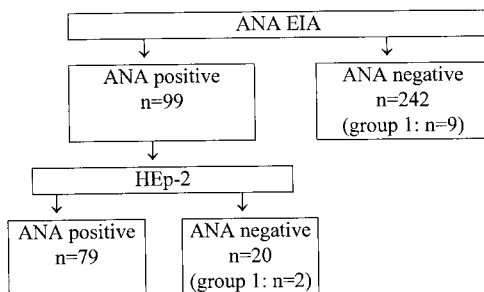 ANA EIA
ANA positive
n=99
ANA negative
n=242
(group 1: n=9)
HEp-2
ANA positive
n=79
ANA negative
n=20
(group 1: n=2)